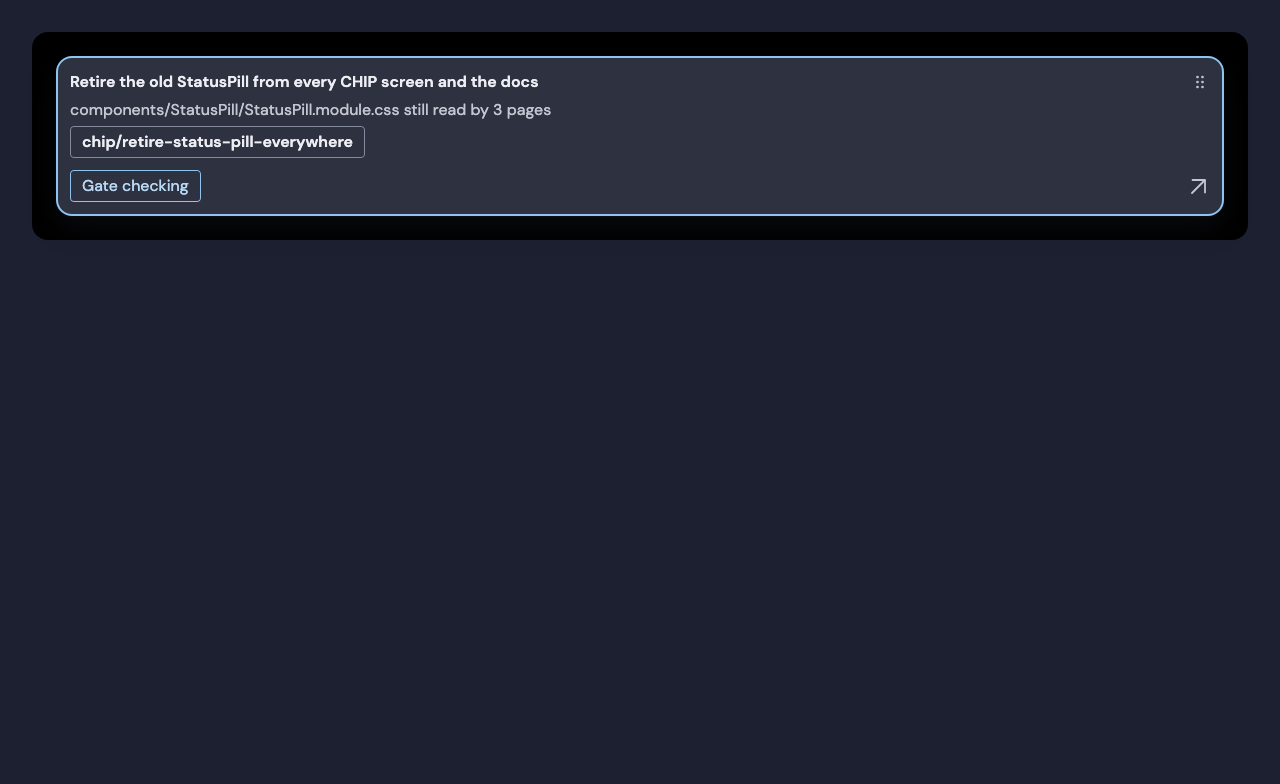 Retire the old StatusPill from every CHIP screen and the docs
components/StatusPill/StatusPill.module.css still read by 3 pages
chip/retire-status-pill-everywhere
Gate checking